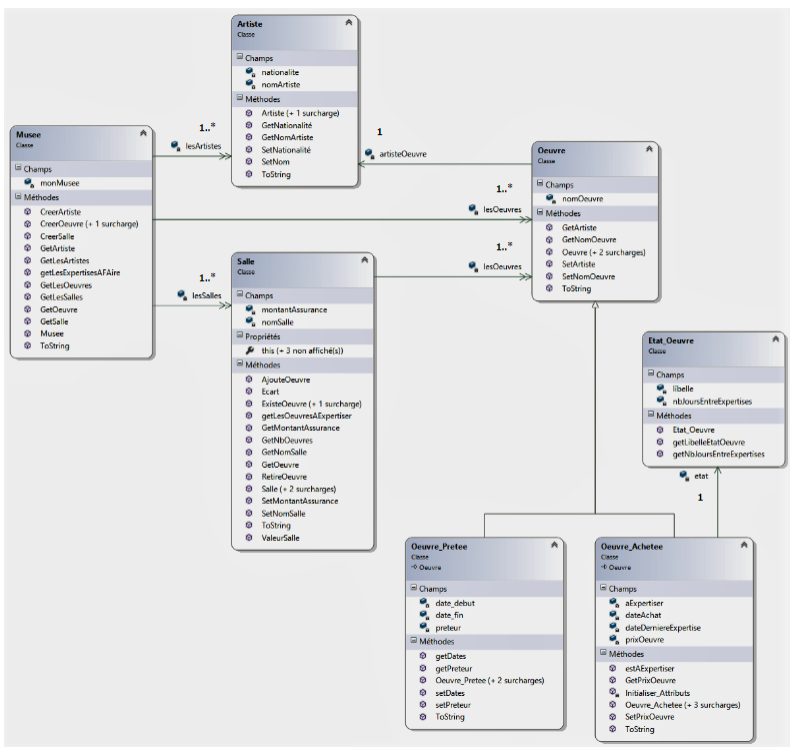 Artiste
Classe
Champs
nationalite
nomArtiste
Méthodes
Artiste (+ 1 surcharge)
GetNationalité
GetNomArtiste
SetNationalité
SetNom
ToString
1..*
lesArtistes
1
artisteOeuvre
Musee
Classe
Champs
monMusee
Méthodes
CreerArtiste
CreerOeuvre (+ 1 surcharge)
CreerSalle
GetArtiste
GetLesArtistes
getLesExpertisesAFAire
GetLesOeuvres
GetLesSalles
GetOeuvre
GetSalle
Musee
ToString
Oeuvre
Classe
Champs
nomOeuvre
Méthodes
GetArtiste
GetNomOeuvre
Oeuvre (+ 2 surcharges)
SetArtiste
SetNomOeuvre
ToString
1..*
lesOeuvres
1..*
lesOeuvres
1..*
lesSalles
Salle
Classe
Champs
montantAssurance
nomSalle
Propriétés
this (+ 3 non affiché(s))
Méthodes
AjouteOeuvre
Ecart
ExisteOeuvre (+ 1 surcharge)
getLesOeuvresAExpertiser
GetMontantAssurance
GetNbOeuvres
GetNomSalle
GetOeuvre
RetireOeuvre
Salle (+ 2 surcharges)
SetMontantAssurance
SetNomSalle
ToString
ValeurSalle
Etat_Oeuvre
Classe
Champs
libelle
nbJoursEntreExpertises
Méthodes
Etat_Oeuvre
getLibelleEtatOeuvre
getNbJoursEntreExpertises
etat
1
Oeuvre_Pretee
Classe
Oeuvre
Champs
date_debut
date_fin
preteur
Méthodes
getDates
getPreteur
Oeuvre_Pretee (+ 2 surcharges)
setDates
setPreteur
ToString
Oeuvre_Achetee
Classe
Oeuvre
Champs
aExpertiser
dateAchat
dateDerniereExpertise
prixOeuvre
Méthodes
estAExpertiser
GetPrixOeuvre
Initialiser_Attributs
Oeuvre_Achetee (+ 3 surcharges)
SetPrixOeuvre
ToString